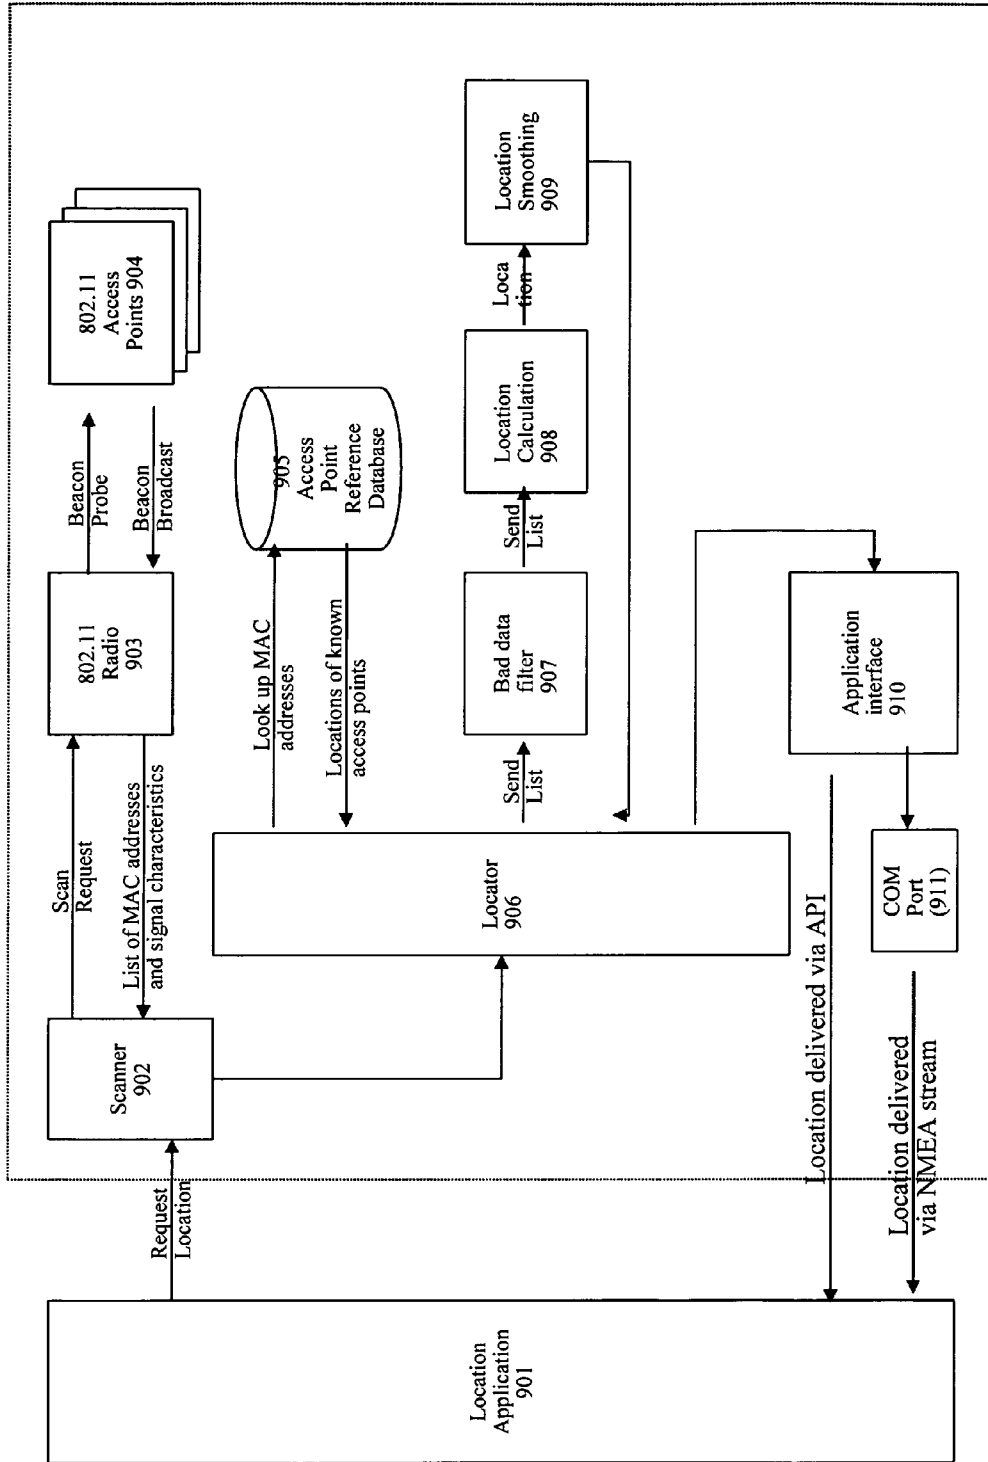 Location
Application
901
Request
Location
Scanner
902
Scan
Request
List of MAC addresses
and signal characteristics
802.11
Radio
903
Beacon
Probe
Beacon
Broadcast
802.11
Access
Points 904
Look up MAC
addresses
Locations of known
access points
905
Access
Point
Reference
Database
Locator
906
Send
List
Bad data
filter
907
Send
List
Location
Calculation
908
Loca
tion
Location
Smoothing
909
Application
interface
910
COM
Port
(911)
Location delivered via API
Location delivered
via NMEA stream